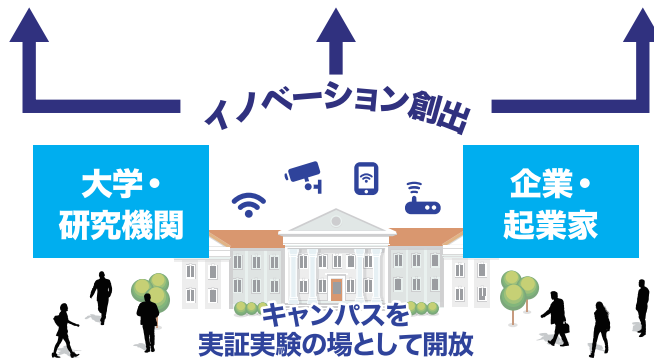 イノベーション創出
大学・
研究機関
企業・
起業家
キャンパスを
実証実験の場として開放